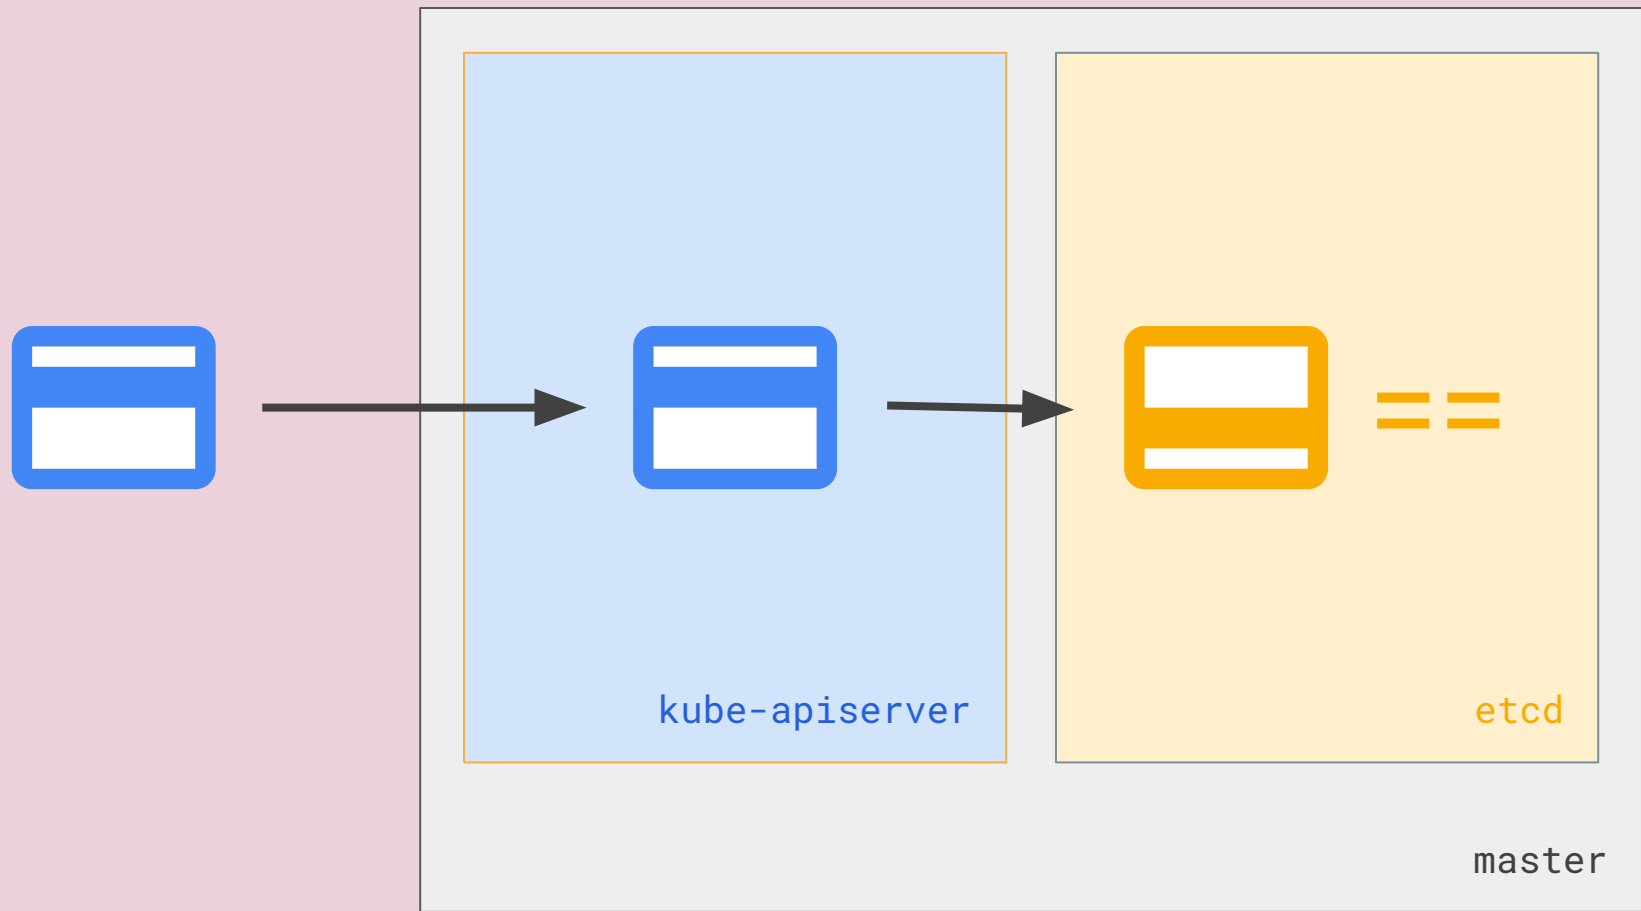 ==
kube-apiserver
etcd
master